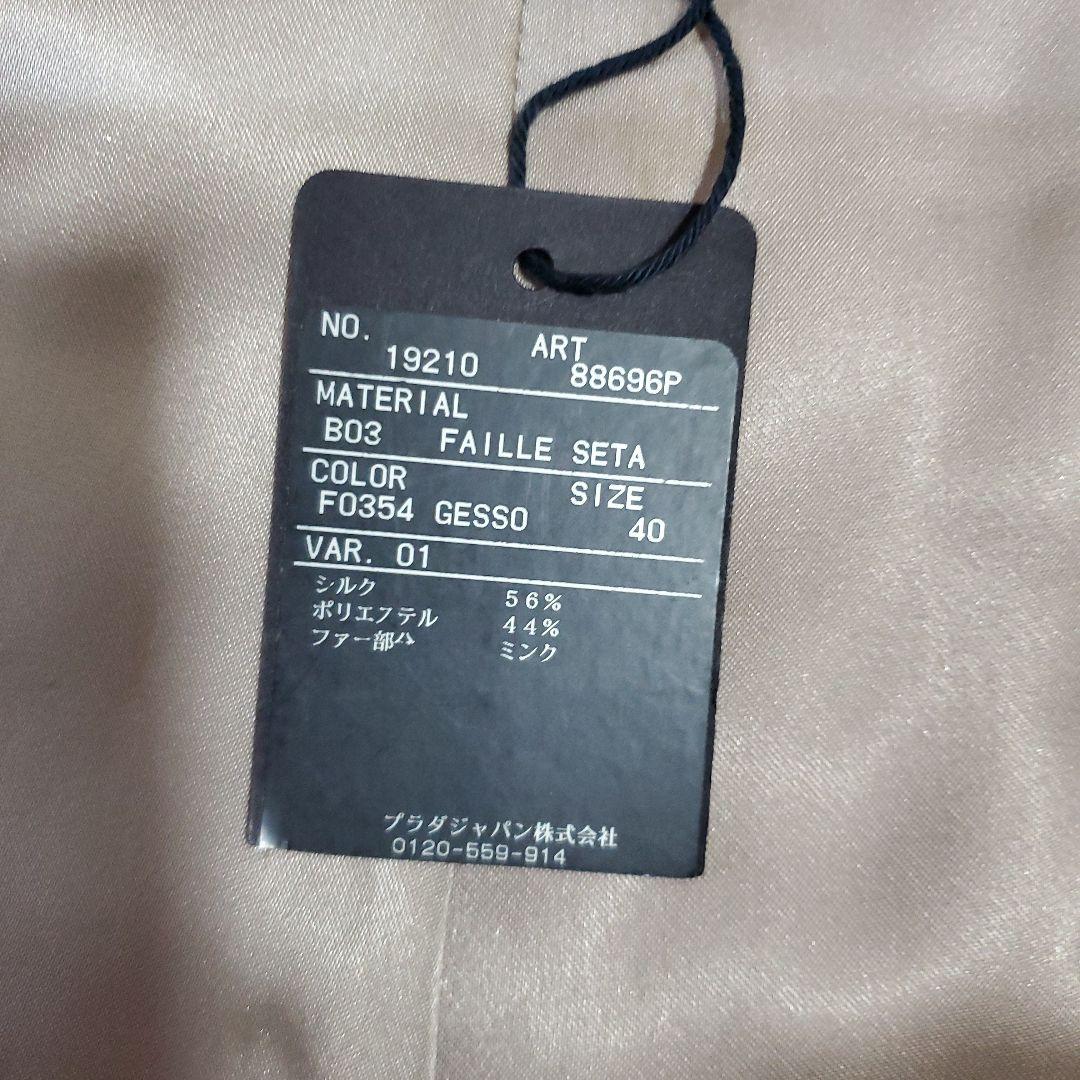 NO. ART
19210 88696P
MATERIAL
B03 FAILLE SETA
COLOR SIZE
F0354 GESSO 40
VAR. 01
シルク 56%
ポリエステル 44%
ファー部分 ミンク
プラダジャパン株式会社
0120-559-914